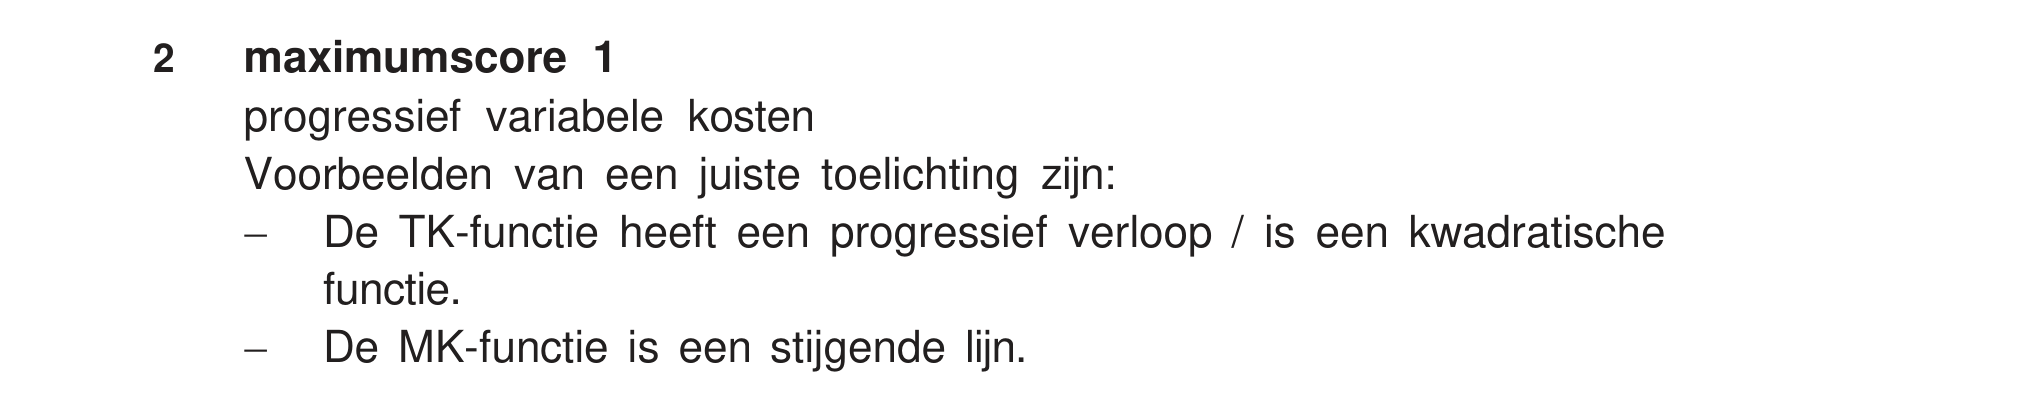 2 maximumscore 1
progressief variabele kosten
Voorbeelden van een juiste toelichting zijn:
– De TK-functie heeft een progressief verloop / is een kwadratische
functie.
– De MK-functie is een stijgende lijn.